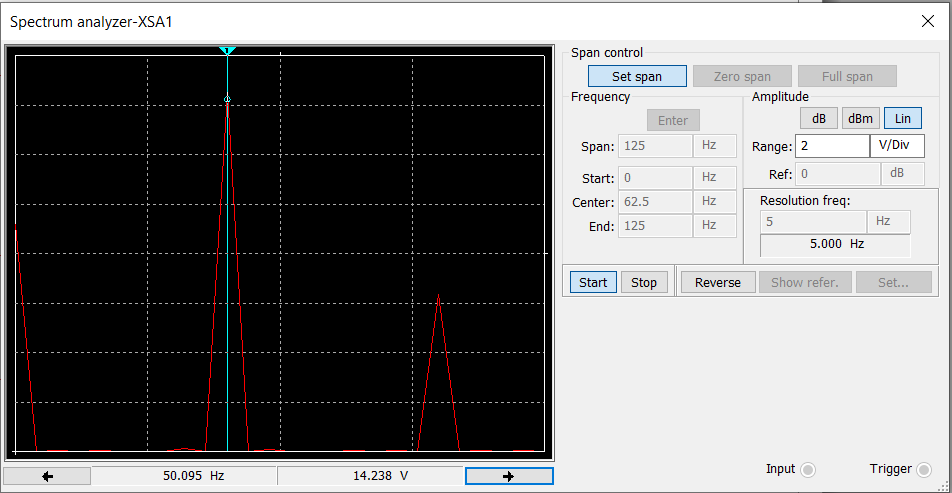 Spectrum analyzer-XSA1
1
Span control
Set span
Zero span
Full span
Frequency
Enter
Span: 125 Hz
Start: 0 Hz
Center: 62.5 Hz
End: 125 Hz
Amplitude
dB
dBm
Lin
Range: 2 V/Div
Ref: 0 dB
Resolution freq:
5 Hz
5.000 Hz
Start
Stop
Reverse
Show refer.
Set...
50.095 Hz
14.238 V
Input
Trigger